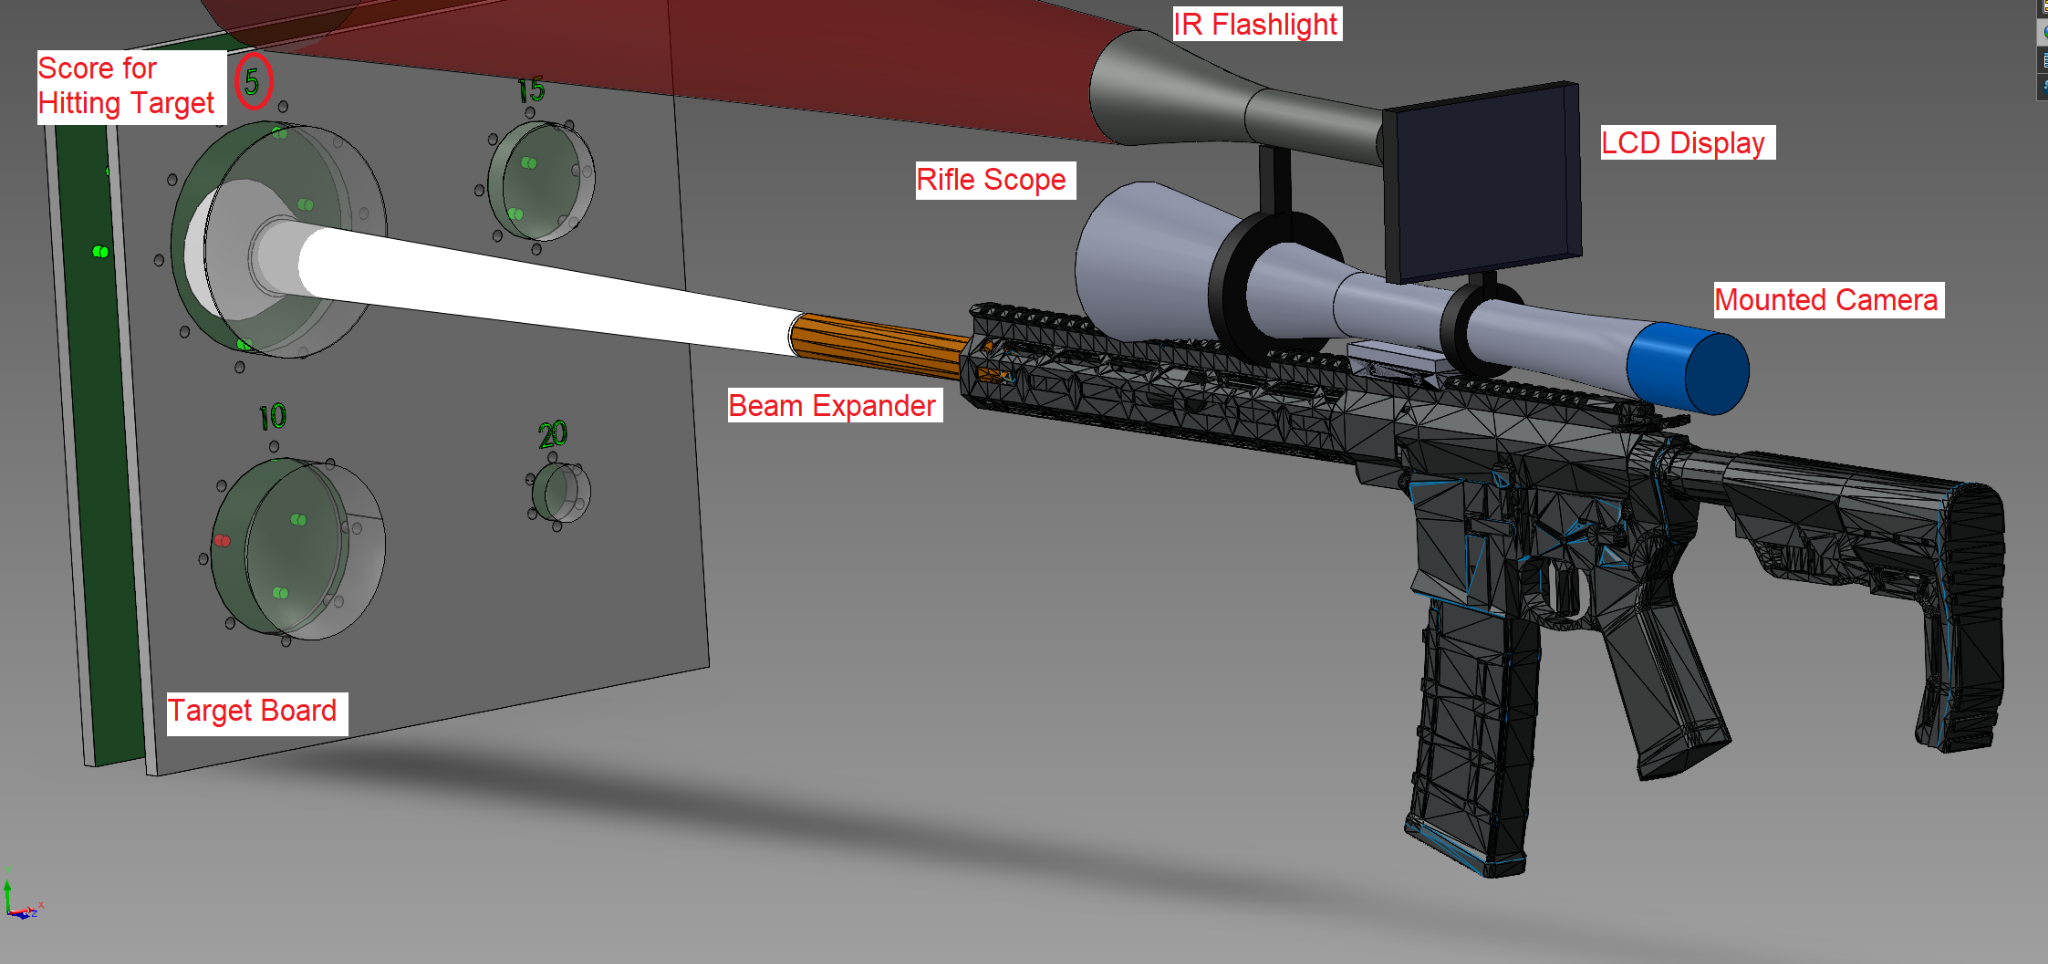 IR Flashlight
Score for
Hitting Target
5
15
LCD Display
Rifle Scope
Mounted Camera
Beam Expander
10
20
Target Board
x
z